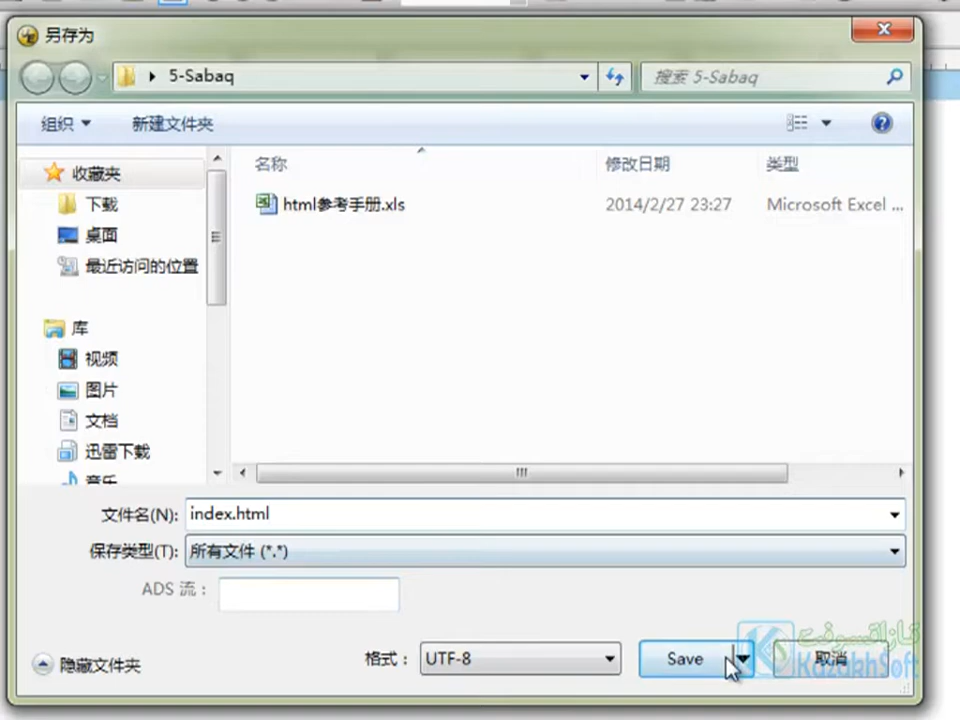 另存为
5-Sabaq
搜索 5-Sabaq
组织
新建文件夹
收藏夹
下载
桌面
最近访问的位置
库
视频
图片
文档
迅雷下载
音乐
名称
修改日期
类型
html参考手册.xls
2014/2/27 23:27
Microsoft Excel ...
文件名(N):
index.html
保存类型(T):
所有文件 (*.*)
ADS 流：
隐藏文件夹
格式：
UTF-8
Save
取消
قازاقسوفت
KazakhSoft